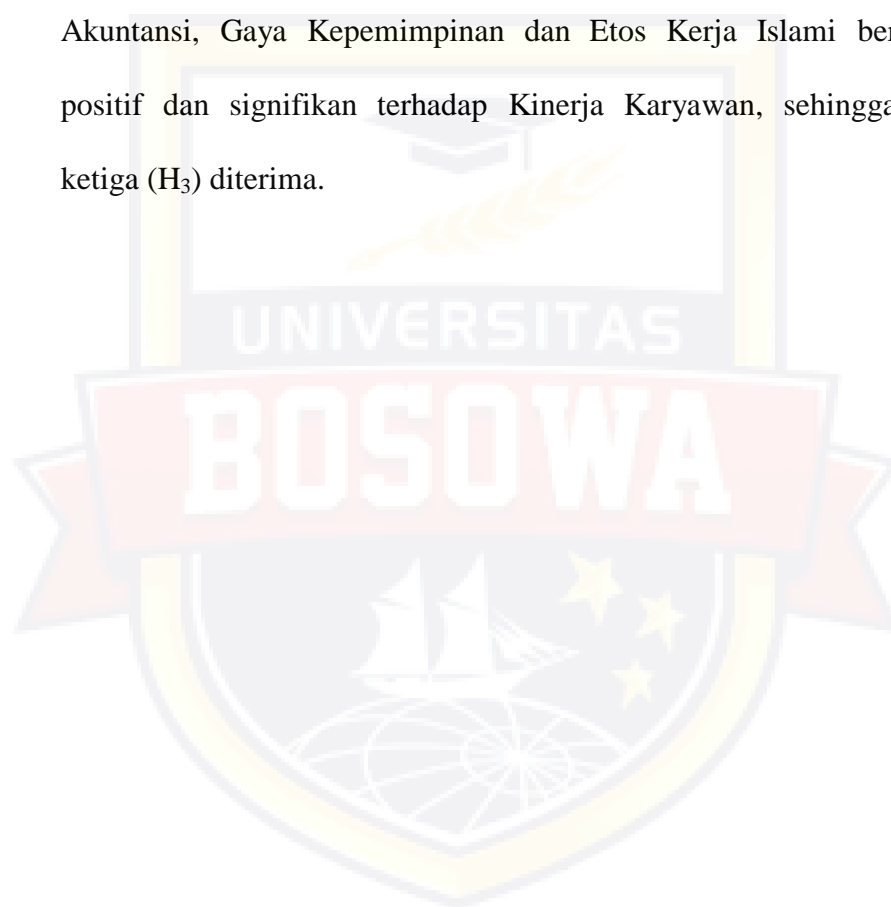 Akuntansi, Gaya Kepemimpinan dan Etos Kerja Islami
positif dan signifikan terhadap Kinerja Karyawan, sehingga
ketiga (H₃) diterima.
UNIVERSITAS
BOSOWA